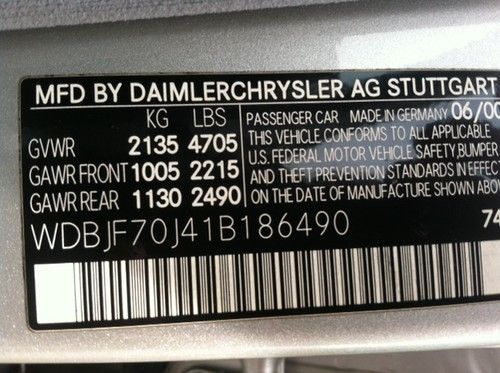 MFD BY DAIMLERCHRYSLER AG STUTTGART
KG LBS
GVWR 2135 4705
GAWR FRONT 1005 2215
GAWR REAR 1130 2490
PASSENGER CAR MADE IN GERMANY 06/00
THIS VEHICLE CONFORMS TO ALL APPLICABLE
U.S. FEDERAL MOTOR VEHICLE SAFETY, BUMPER
AND THEFT PREVENTION STANDARDS IN EFFECT
ON THE DATE OF MANUFACTURE SHOWN ABOVE
WDBJF70J41B186490
74